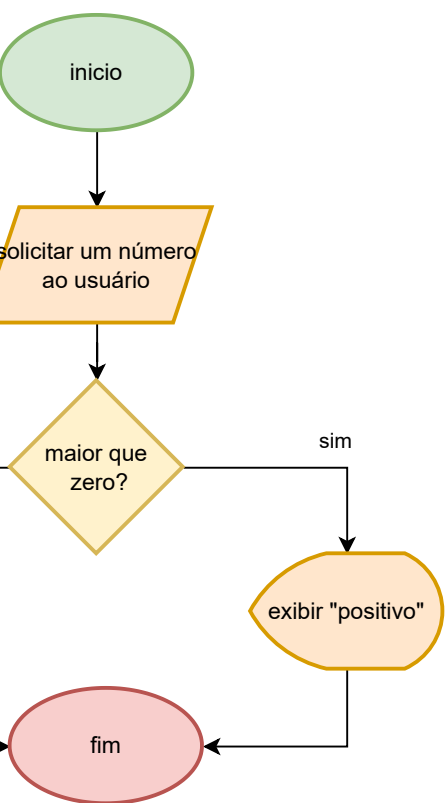 inicio
solicitar um número
ao usuário
maior que
zero?
sim
exibir "positivo"
fim